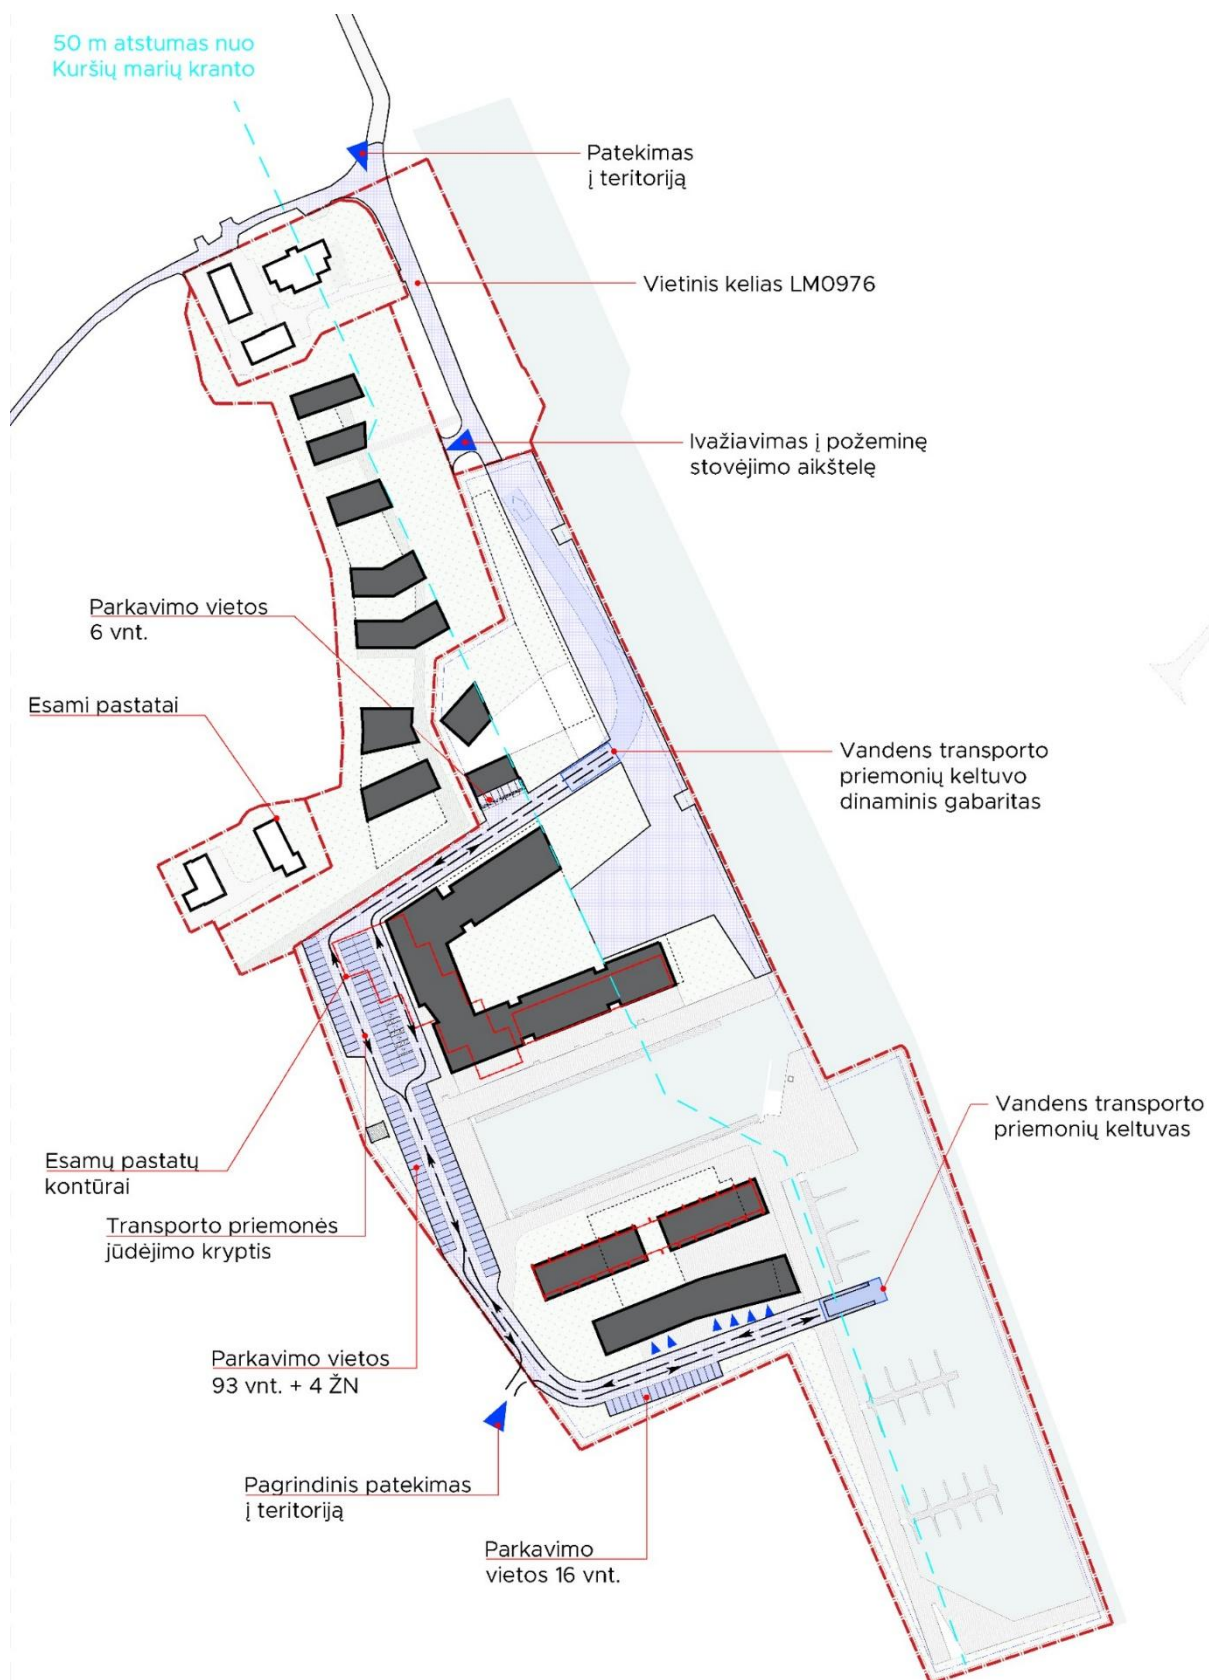 50 m atstumas nuo
Kuršių marių kranto
Patekimas
į teritoriją
Vietinis kelias LM0976
Ivažiavimas į požeminę
stovėjimo aikštelę
Parkavimo vietos
6 vnt.
Esami pastatai
Vandens transporto
priemonių keltuvo
dinaminis gabaritas
Vandens transporto
priemonių keltuvas
Esamų pastatų
kontūrai
Transporto priemonės
jūdėjimo kryptis
Parkavimo vietos
93 vnt. + 4 ŽN
Pagrindinis patekimas
į teritoriją
Parkavimo
vietos 16 vnt.